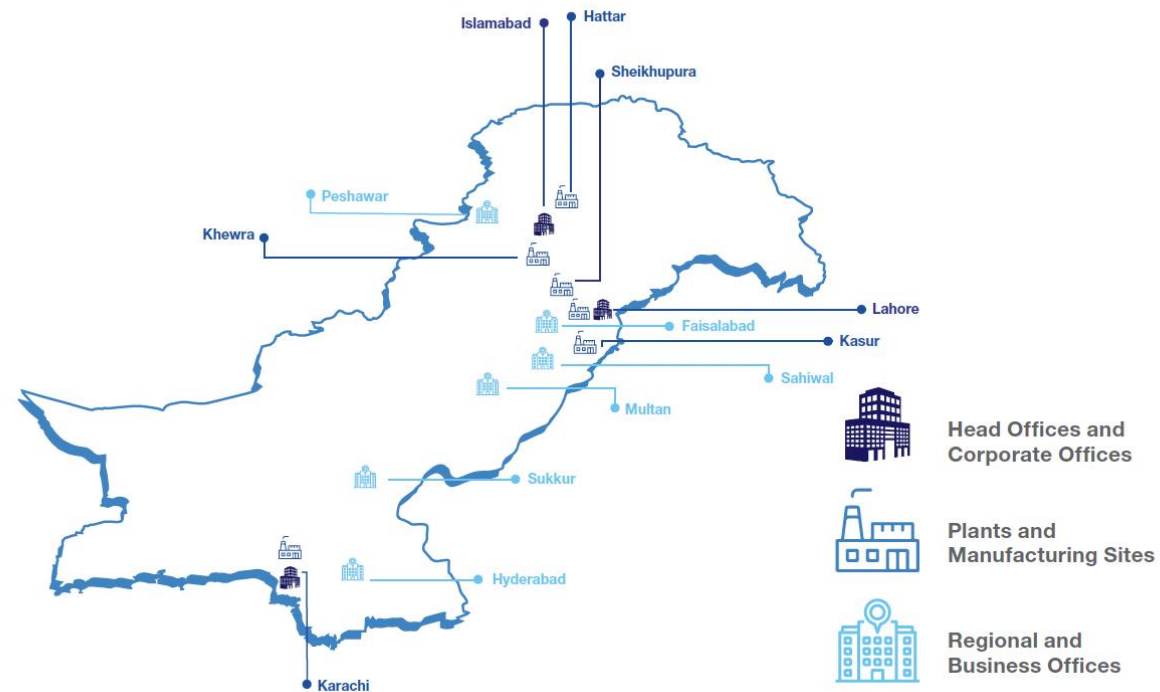 Islamabad
Hattar
Sheikhupura
Peshawar
Khewra
Lahore
Faisalabad
Kasur
Sahiwal
Multan
Sukkur
Hyderabad
Karachi
Head Offices and
Corporate Offices
Plants and
Manufacturing Sites
Regional and
Business Offices